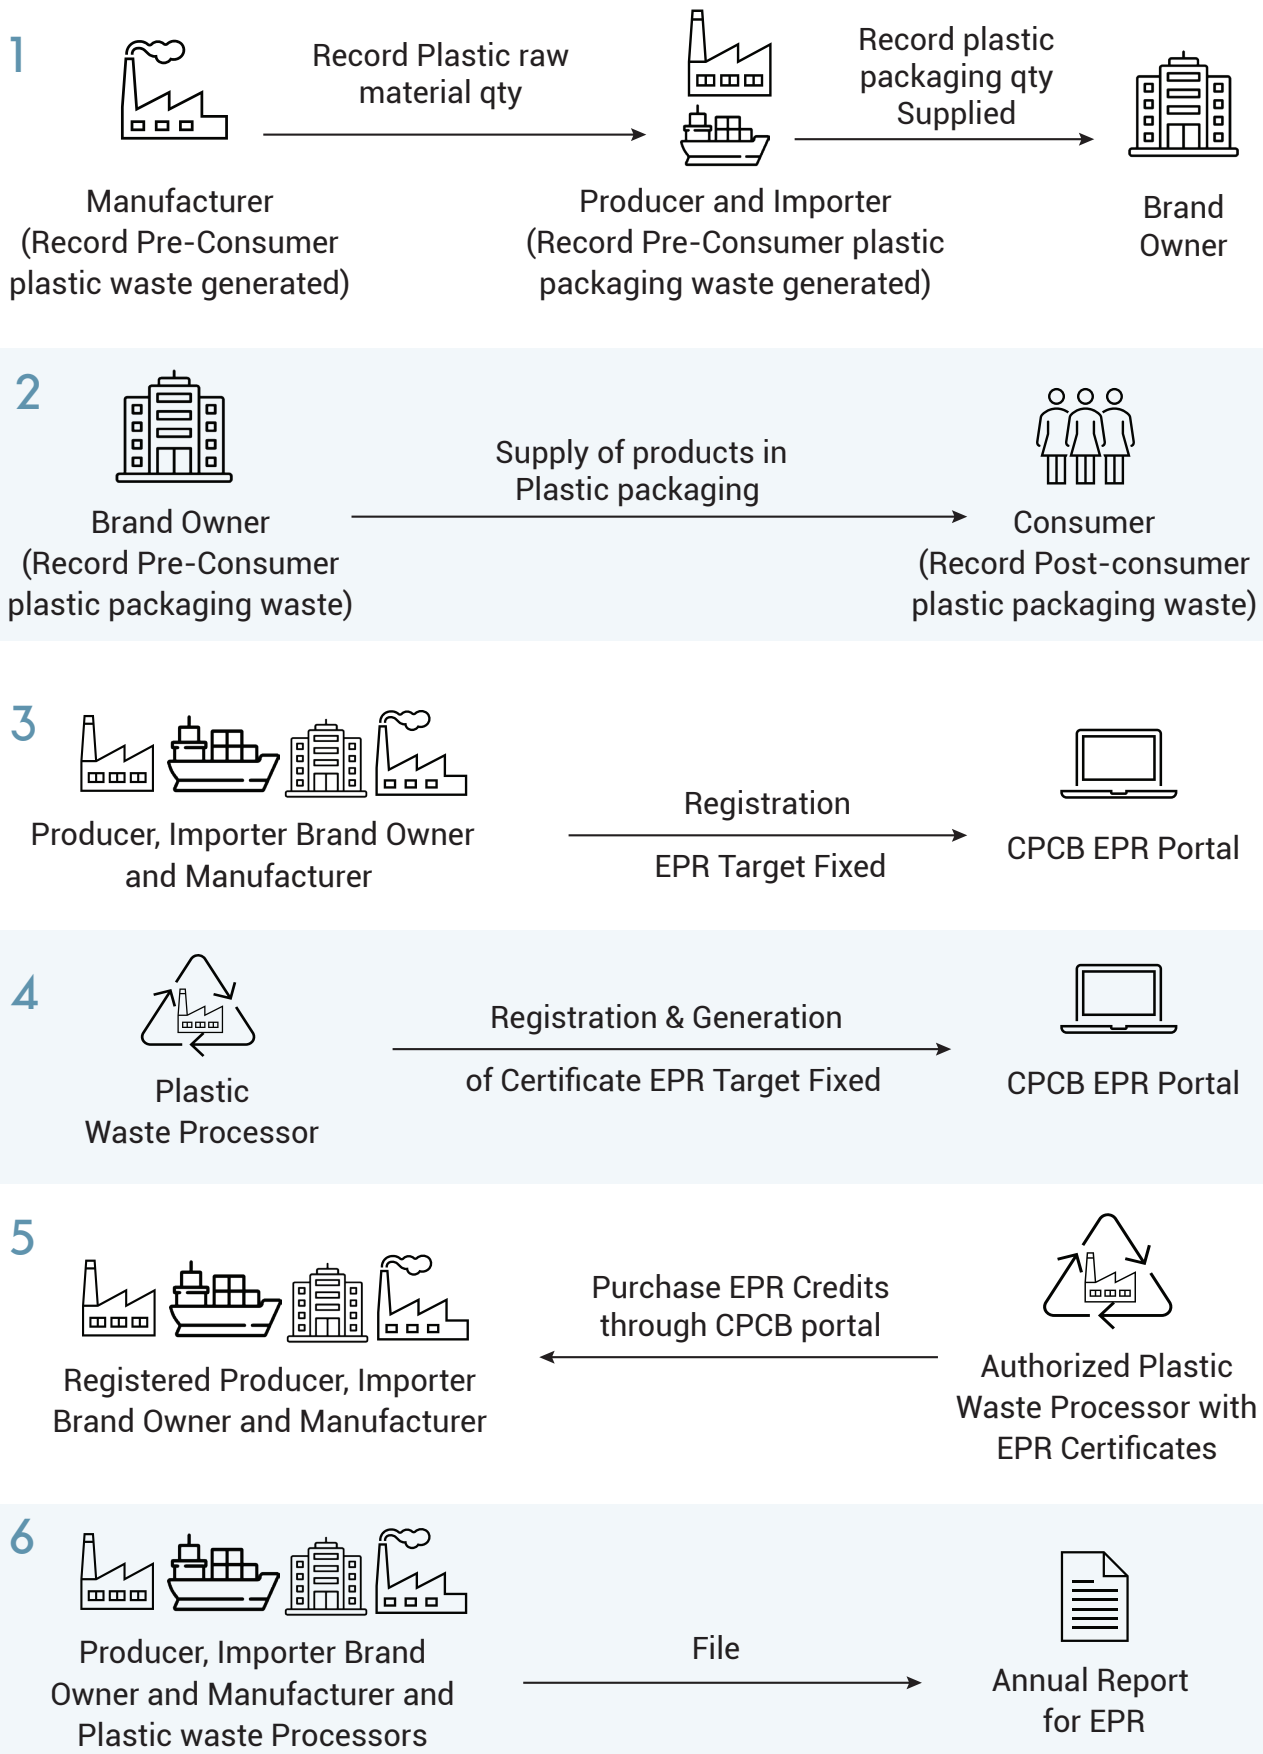 1
Record Plastic raw
material qty
Record plastic
packaging qty
Supplied
Manufacturer
(Record Pre-Consumer
plastic waste generated)
Producer and Importer
(Record Pre-Consumer plastic
packaging waste generated)
Brand
Owner
2
Supply of products in
Plastic packaging
Brand Owner
(Record Pre-Consumer
plastic packaging waste)
Consumer
(Record Post-consumer
plastic packaging waste)
3
Producer, Importer Brand Owner
and Manufacturer
Registration
EPR Target Fixed
CPCB EPR Portal
4
Plastic
Waste Processor
Registration & Generation
of Certificate EPR Target Fixed
CPCB EPR Portal
5
Registered Producer, Importer
Brand Owner and Manufacturer
Purchase EPR Credits
through CPCB portal
Authorized Plastic
Waste Processor with
EPR Certificates
6
Producer, Importer Brand
Owner and Manufacturer and
Plastic waste Processors
File
Annual Report
for EPR